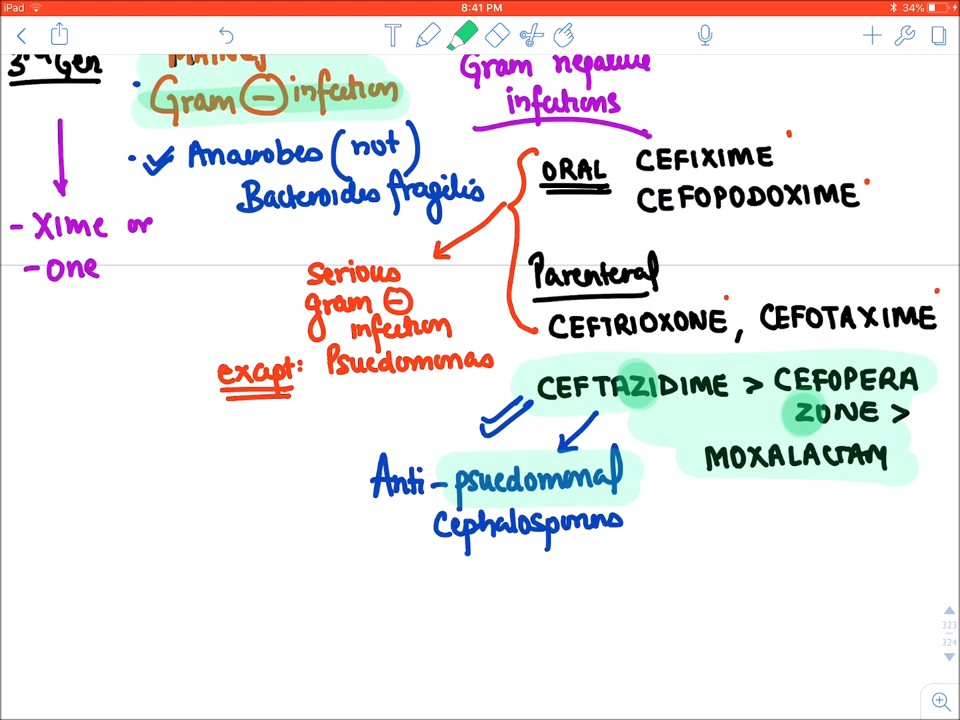 iPad
8:41 PM
34%
T
3rd Gen
Mainly
Gram - infection
Gram negative
infections
Anaerobes (not)
Bacteroides fragilis
- Xime or
- one
ORAL CEFIXIME
CEFOPODOXIME
Serious
gram -
infection
exapt: Psuedomonas
Parenteral
CEFTRIOXONE, CEFOTAXIME
CEFTAZIDIME > CEFOPERA
ZONE >
MOXALACTAM
Anti-psuedomonal
Cephalosporins
323
324